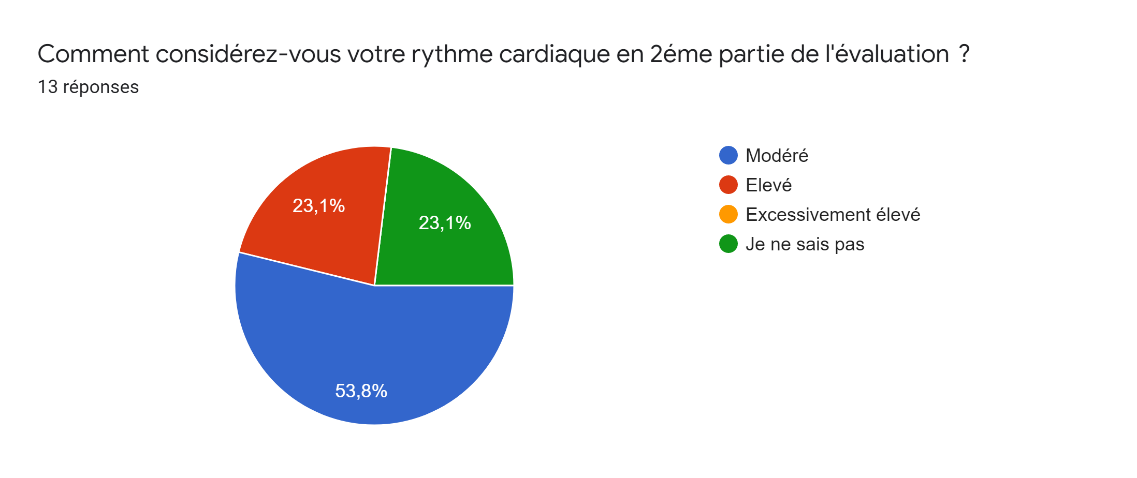 Comment considérez-vous votre rythme cardiaque en 2éme partie de l'évaluation ?
13 réponses
23,1%
23,1%
53,8%
Modéré
Elevé
Excessivement élevé
Je ne sais pas